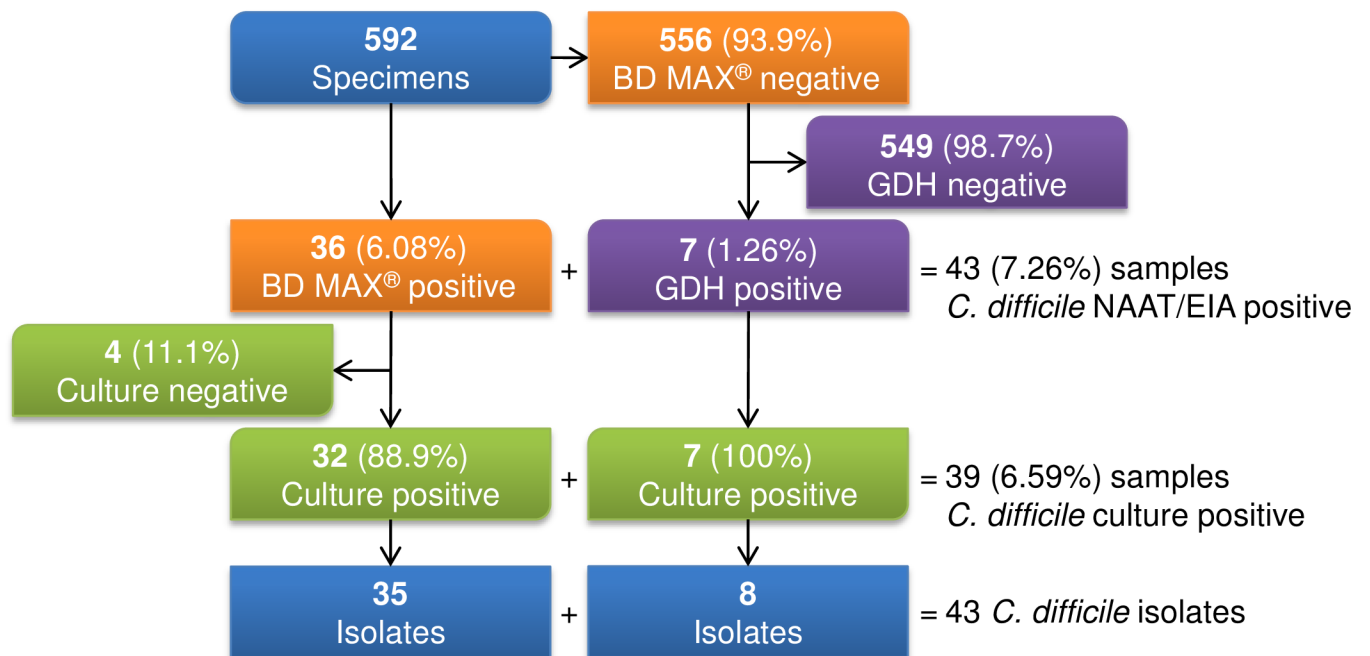 592
Specimens
556 (93.9%)
BD MAX® negative
549 (98.7%)
GDH negative
36 (6.08%)
BD MAX® positive
+
7 (1.26%)
GDH positive
= 43 (7.26%) samples
C. difficile NAAT/EIA positive
4 (11.1%)
Culture negative
32 (88.9%)
Culture positive
+
7 (100%)
Culture positive
= 39 (6.59%) samples
C. difficile culture positive
35
Isolates
+
8
Isolates
= 43 C. difficile isolates